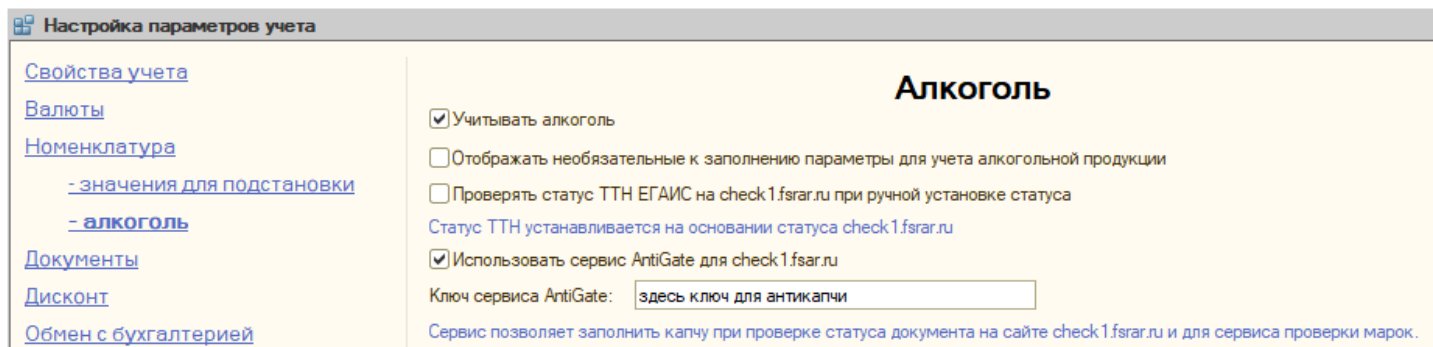 Настройка параметров учета
Свойства учета
Валюты
Номенклатура
- значения для подстановки
- алкоголь
Документы
Дисконт
Обмен с бухгалтерией
Алкоголь
Учитывать алкоголь
Отображать необязательные к заполнению параметры для учета алкогольной продукции
Проверять статус ТТН ЕГАИС на check1.fsrar.ru при ручной установке статуса
Статус ТТН устанавливается на основании статуса check1.fsrar.ru
Использовать сервис AntiGate для check1.fsar.ru
Ключ сервиса AntiGate: здесь ключ для антикапчи
Сервис позволяет заполнить капчу при проверке статуса документа на сайте check1.fsrar.ru и для сервиса проверки марок.